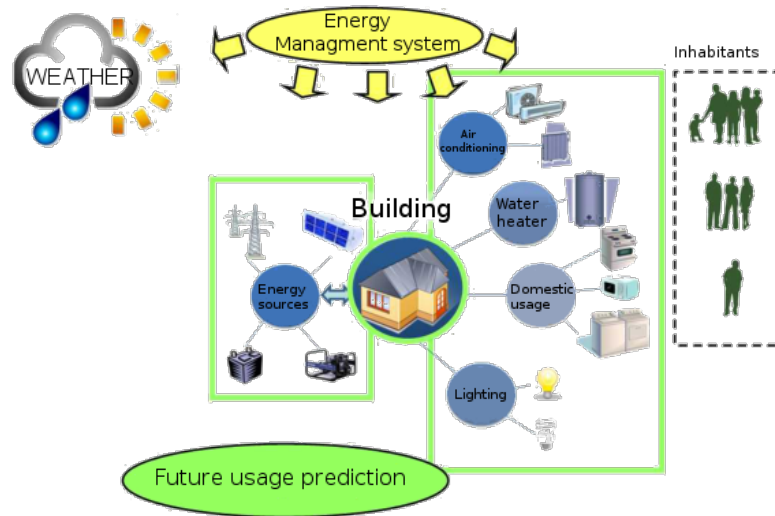 Energy
Managment system
WEATHER
Inhabitants
Air
conditioning
Water
heater
Building
Energy
sources
Domestic
usage
Lighting
Future usage prediction